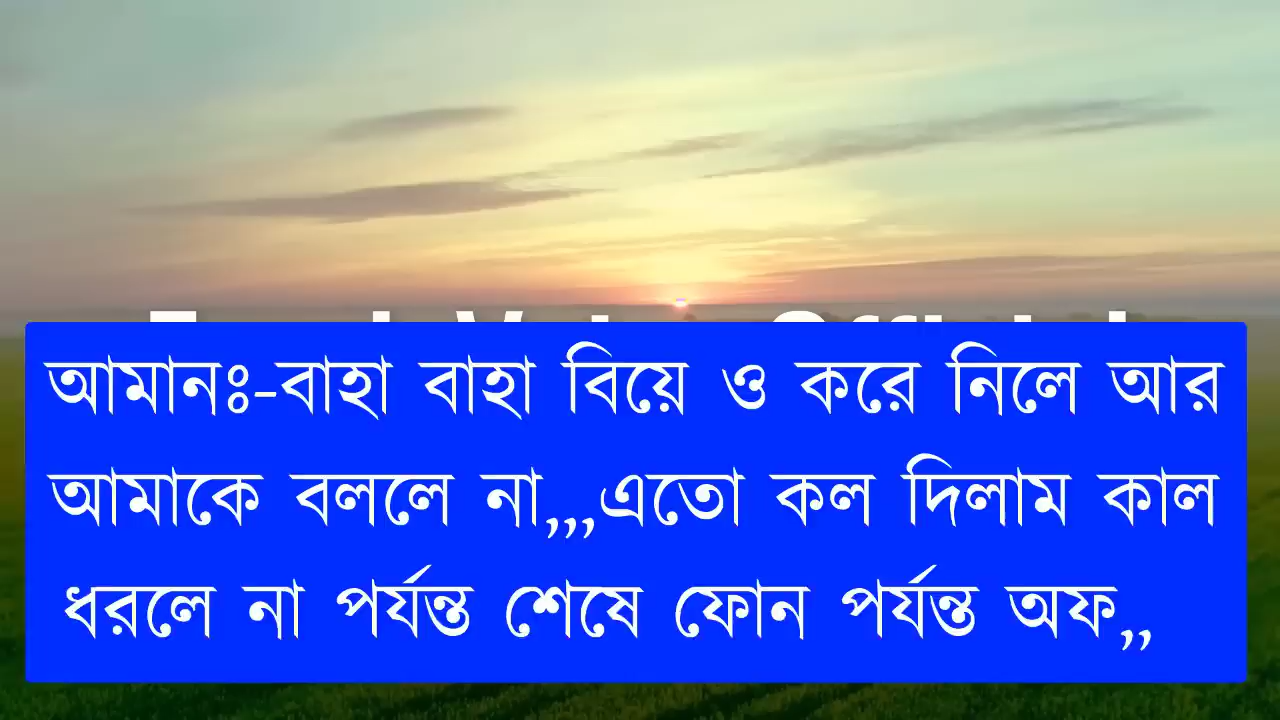 আমানঃ-বাহা বাহা বিয়ে ও করে নিলে আর
আমাকে বললে না,,,এতো কল দিলাম কাল
ধরলে না পর্যন্ত শেষে ফোন পর্যন্ত অফ,,